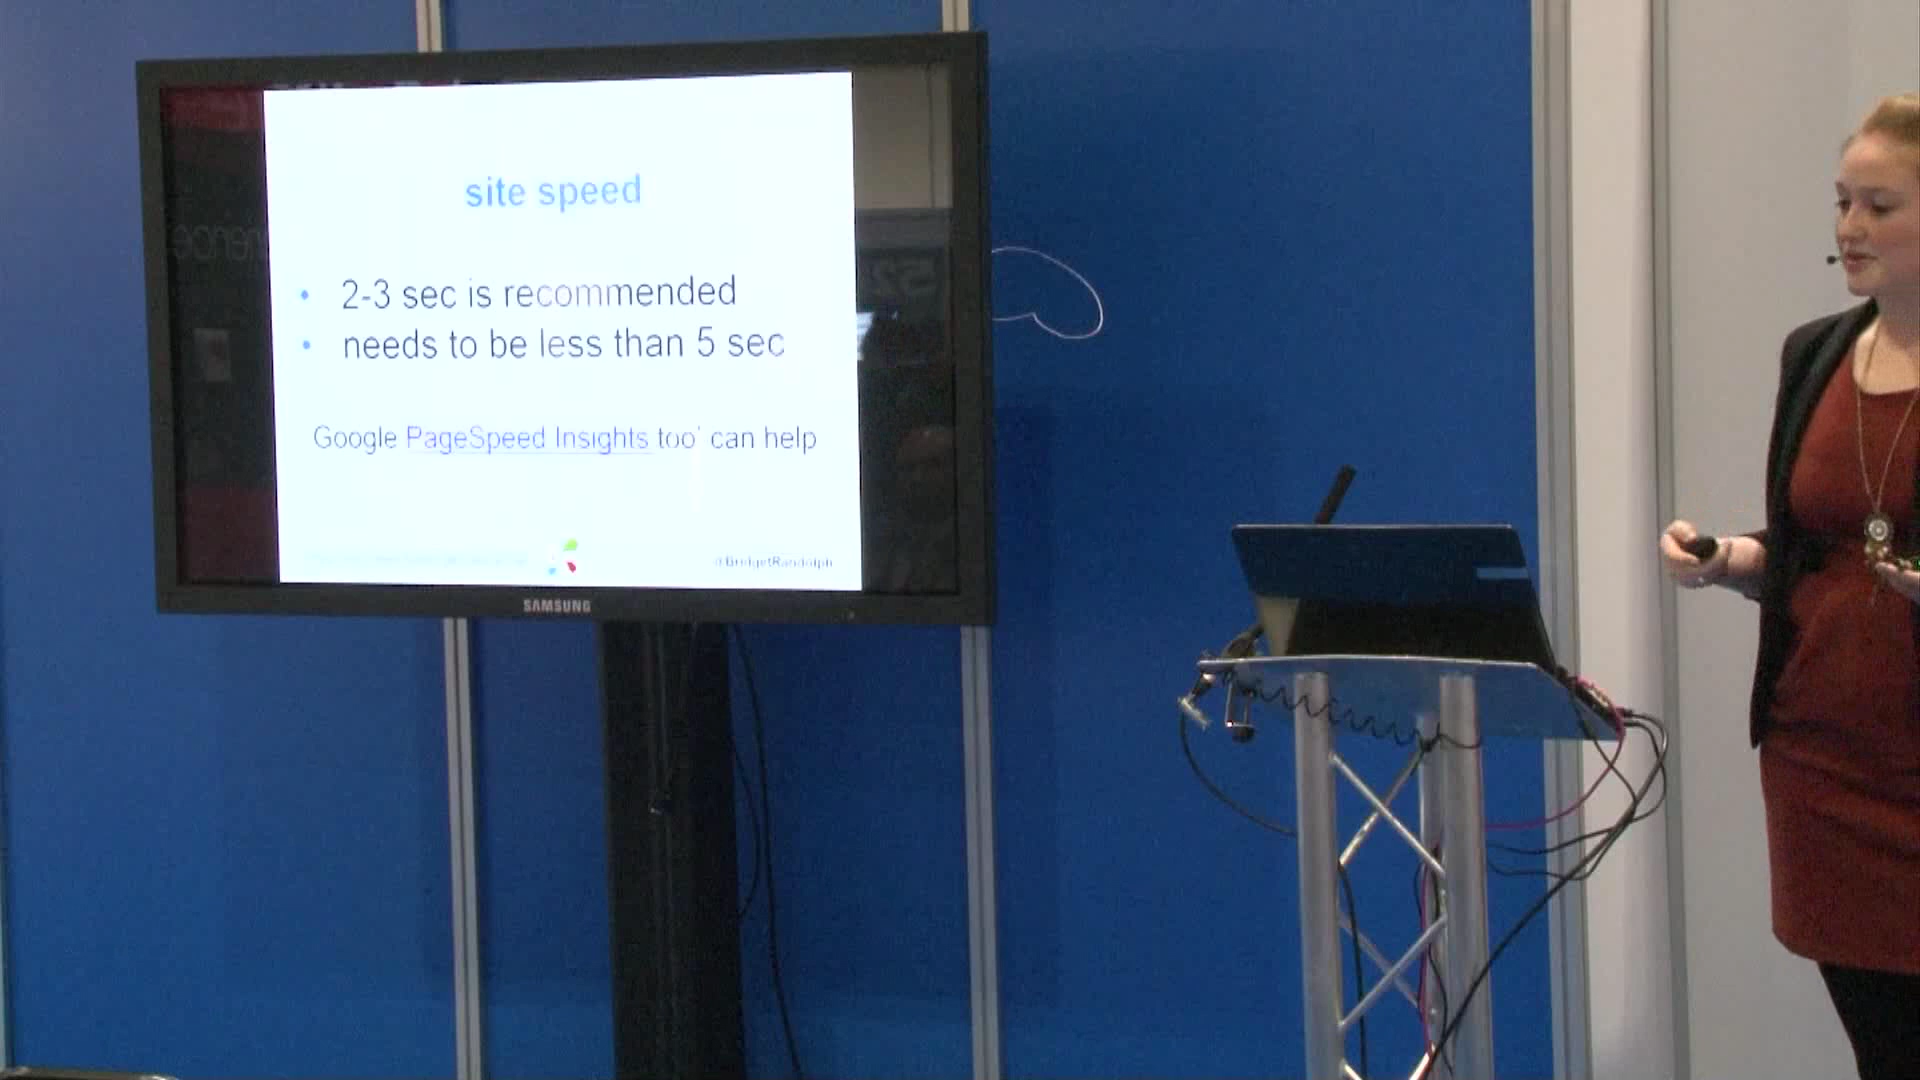 site speed
• 2-3 sec is recommended
• needs to be less than 5 sec
Google PageSpeed Insights tool can help
@BridgetRandolph
SAMSUNG